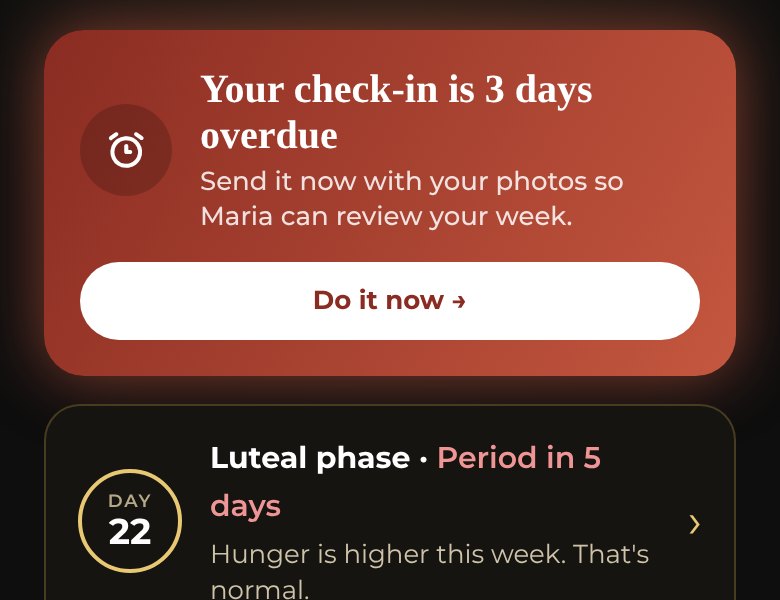 Your check-in is 3 days
overdue
Send it now with your photos so
Maria can review your week.
Do it now →
Luteal phase · Period in 5
days
DAY
22
Hunger is higher this week. That's
normal.